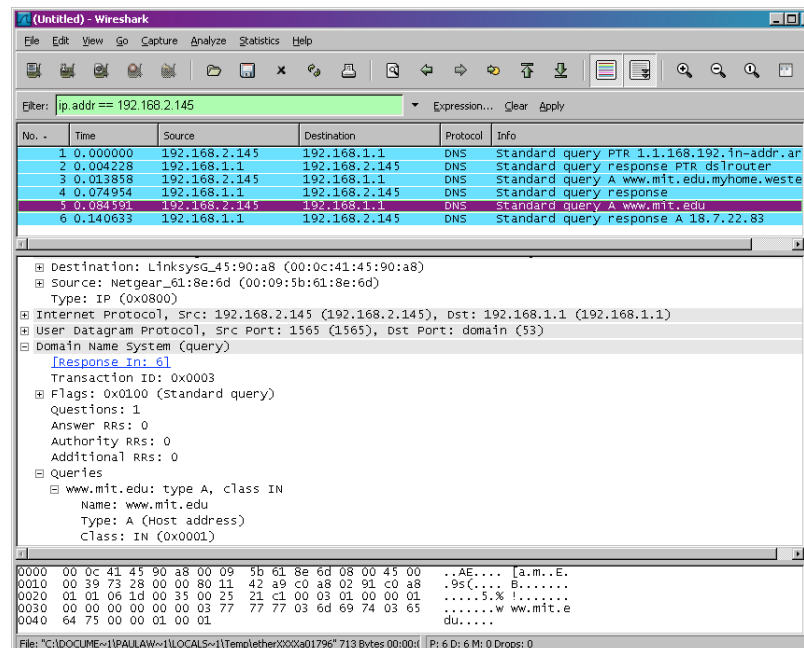 (Untitled) - Wireshark
File Edit View Go Capture Analyze Statistics Help
Filter: ip.addr == 192.168.2.145 Expression... Clear Apply
No. - Time Source Destination Protocol Info
1 0.000000 192.168.2.145 192.168.1.1 DNS Standard query PTR 1.1.168.192.in-addr.ar
2 0.004228 192.168.1.1 192.168.2.145 DNS Standard query response PTR dslrouter
3 0.013858 192.168.2.145 192.168.1.1 DNS Standard query A www.mit.edu.myhome.weste
4 0.074954 192.168.1.1 192.168.2.145 DNS Standard query response
5 0.084591 192.168.2.145 192.168.1.1 DNS Standard query A www.mit.edu
6 0.140633 192.168.1.1 192.168.2.145 DNS Standard query response A 18.7.22.83
Destination: LinksysG_45:90:a8 (00:0c:41:45:90:a8)
Source: Netgear_61:8e:6d (00:09:5b:61:8e:6d)
Type: IP (0x0800)
Internet Protocol, Src: 192.168.2.145 (192.168.2.145), Dst: 192.168.1.1 (192.168.1.1)
User Datagram Protocol, Src Port: 1565 (1565), Dst Port: domain (53)
Domain Name System (query)
[Response In: 6]
Transaction ID: 0x0003
Flags: 0x0100 (Standard query)
Questions: 1
Answer RRs: 0
Authority RRs: 0
Additional RRs: 0
Queries
www.mit.edu: type A, class IN
Name: www.mit.edu
Type: A (Host address)
Class: IN (0x0001)
0000 00 0c 41 45 90 a8 00 09 5b 61 8e 6d 08 00 45 00 ..AE.... [a.m..E.
0010 00 39 73 28 00 00 80 11 42 a9 c0 a8 02 91 c0 a8 .9s(.... B.......
0020 01 01 06 1d 00 35 00 25 21 c1 00 03 01 00 00 01 .....5.% !.......
0030 00 00 00 00 00 00 03 77 77 77 03 6d 69 74 03 65 .......w ww.mit.e
0040 64 75 00 00 01 00 01 du.....
File: "C:\DOCUME~1\PAULAW~1\LOCALS~1\Temp\etherXXXXa01796" 713 Bytes 00:00:( P: 6 D: 6 M: 0 Drops: 0